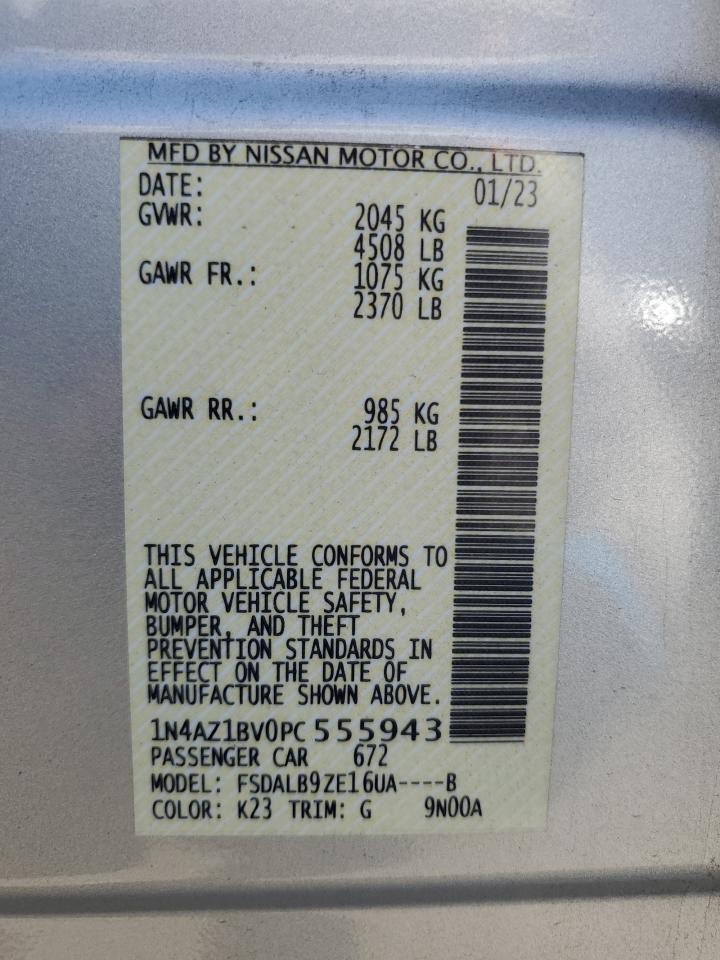 MFD BY NISSAN MOTOR CO., LTD.
DATE: 01/23
GVWR: 2045 KG
4508 LB
GAWR FR.: 1075 KG
2370 LB
GAWR RR.: 985 KG
2172 LB
THIS VEHICLE CONFORMS TO
ALL APPLICABLE FEDERAL
MOTOR VEHICLE SAFETY,
BUMPER, AND THEFT
PREVENTION STANDARDS IN
EFFECT ON THE DATE OF
MANUFACTURE SHOWN ABOVE.
1N4AZ1BV0PC555943
PASSENGER CAR 672
MODEL: FSDALB9ZE16UA----B
COLOR: K23 TRIM: G 9N00A